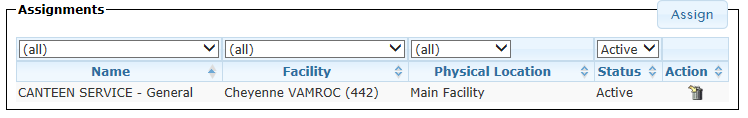 Assignments
Assign
(all) (all) (all) Active
Name Facility Physical Location Status Action
CANTEEN SERVICE - General Cheyenne VAMROC (442) Main Facility Active